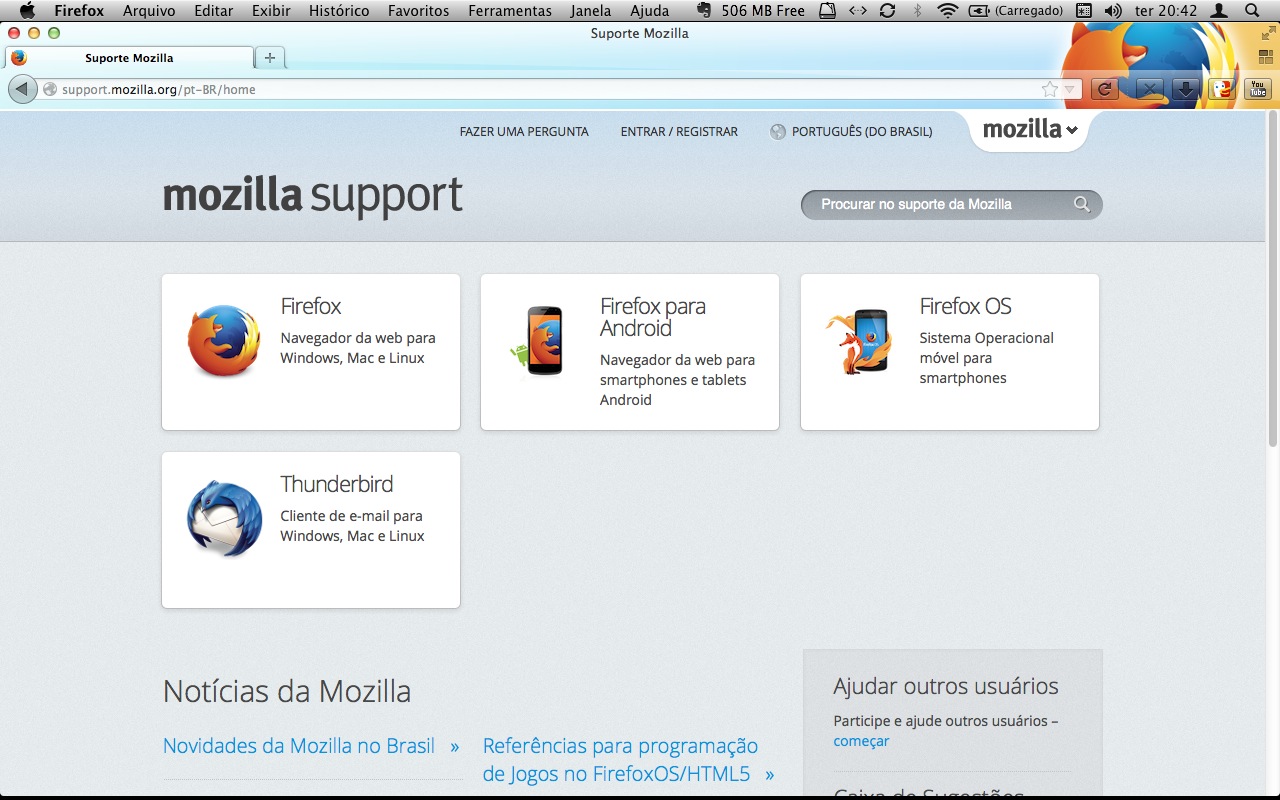 Firefox Arquivo Editar Exibir Histórico Favoritos Ferramentas Janela Ajuda 506 MB Free (Carregado) ter 20:42
Suporte Mozilla
Suporte Mozilla
support.mozilla.org/pt-BR/home
You Tube
FAZER UMA PERGUNTA ENTRAR / REGISTRAR PORTUGUÊS (DO BRASIL) mozilla
mozilla support
Procurar no suporte da Mozilla
Firefox
Navegador da web para
Windows, Mac e Linux
Firefox para
Android
Navegador da web para
smartphones e tablets
Android
Firefox OS
Sistema Operacional
móvel para
smartphones
Thunderbird
Cliente de e-mail para
Windows, Mac e Linux
Notícias da Mozilla
Novidades da Mozilla no Brasil »
Referências para programação
de Jogos no FirefoxOS/HTML5 »
Ajudar outros usuários
Participe e ajude outros usuários –
começar
Caixa de Sugestões